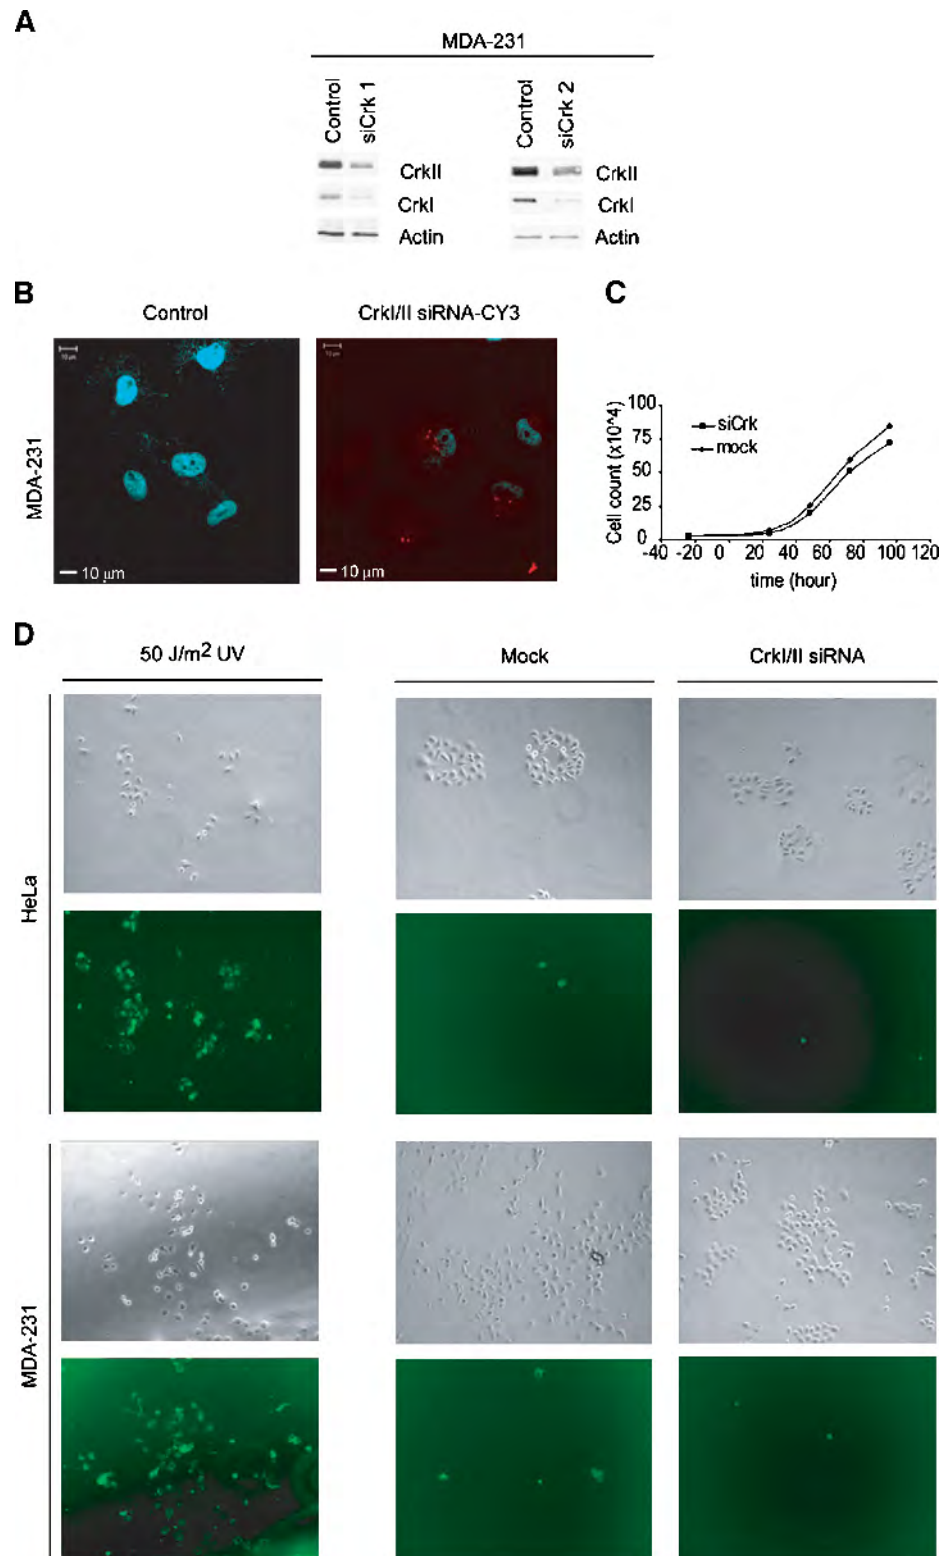 A
MDA-231
Control
siCrk 1
Control
siCrk 2
CrkII
CrkI
Actin
CrkII
CrkI
Actin
B
Control
CrkI/II siRNA-CY3
MDA-231
10 μm
10 μm
C
Cell count (x10^4)
100
75
50
25
0
siCrk
mock
-40 -20 0 20 40 60 80 100 120
time (hour)
D
50 J/m2 UV
Mock
CrkI/II siRNA
HeLa
MDA-231